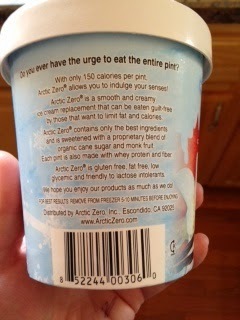 Do you ever have the urge to eat the entire pint?
With only 150 calories per pint,
Arctic Zero® allows you to indulge your senses!
Arctic Zero® is a smooth and creamy
ice cream replacement that can be eaten guilt-free
by those that want to limit fat and calories.
Arctic Zero® contains only the best ingredients
and is sweetened with a proprietary blend of
organic cane sugar and monk fruit.
Each pint is also made with whey protein and fiber.
Arctic Zero® is gluten free, fat free, low
glycemic and friendly to lactose intolerants.
We hope you enjoy our products as much as we do!
FOR BEST RESULTS, REMOVE FROM FREEZER 5-10 MINUTES BEFORE ENJOYING
Distributed by Arctic Zero, Inc. Escondido, CA 92025
www.ArcticZero.com
8 52244 00306 0